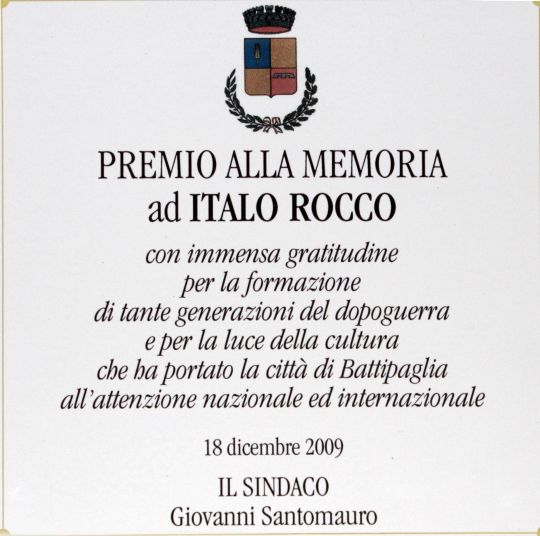 PREMIO ALLA MEMORIA
ad ITALO ROCCO
con immensa gratitudine
per la formazione
di tante generazioni del dopoguerra
e per la luce della cultura
che ha portato la città di Battipaglia
all'attenzione nazionale ed internazionale
18 dicembre 2009
IL SINDACO
Giovanni Santomauro